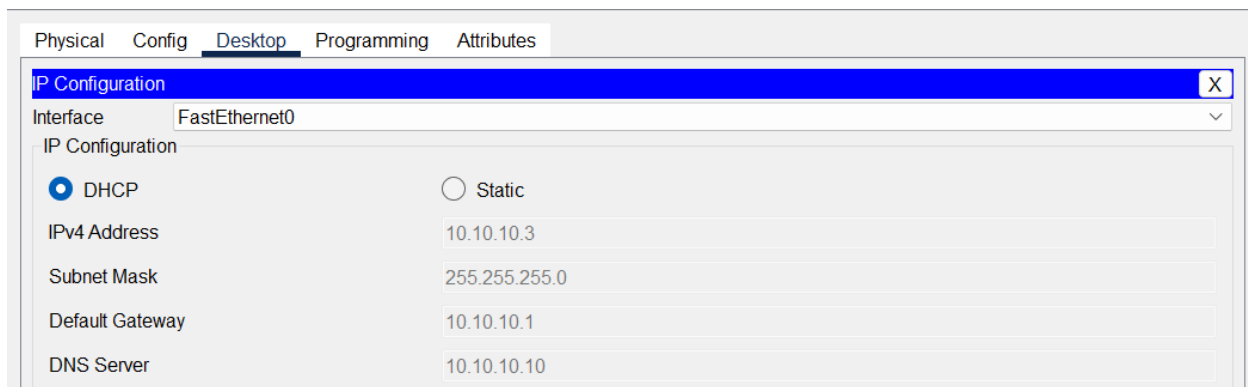 Physical Config Desktop Programming Attributes
IP Configuration X
Interface FastEthernet0
IP Configuration
DHCP Static
IPv4 Address 10.10.10.3
Subnet Mask 255.255.255.0
Default Gateway 10.10.10.1
DNS Server 10.10.10.10